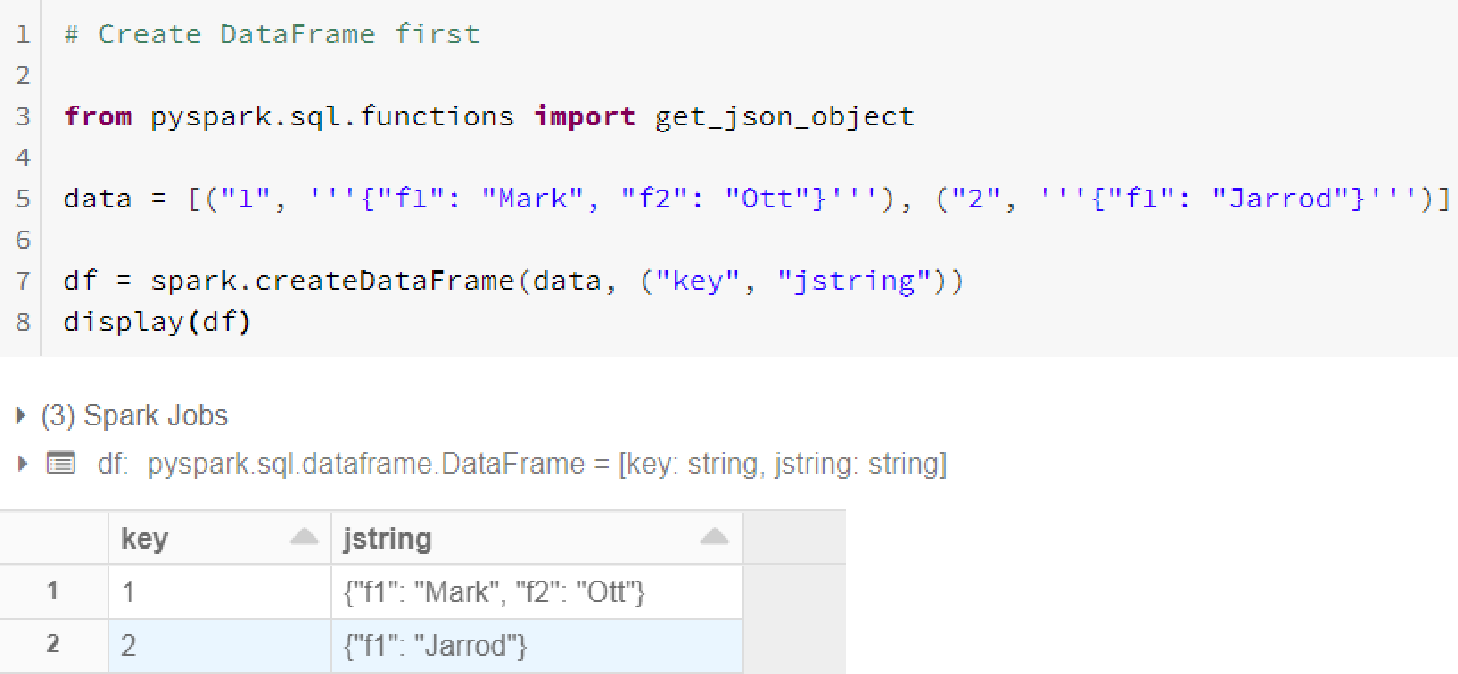 1 # Create DataFrame first
2
3 from pyspark.sql.functions import get_json_object
4
5 data = [("1", '''{"f1": "Mark", "f2": "Ott"}'''), ("2", '''{"f1": "Jarrod"}''')]
6
7 df = spark.createDataFrame(data, ("key", "jstring"))
8 display(df)
(3) Spark Jobs
df: pyspark.sql.dataframe.DataFrame = [key: string, jstring: string]
key jstring
1 1 {"f1": "Mark", "f2": "Ott"}
2 2 {"f1": "Jarrod"}